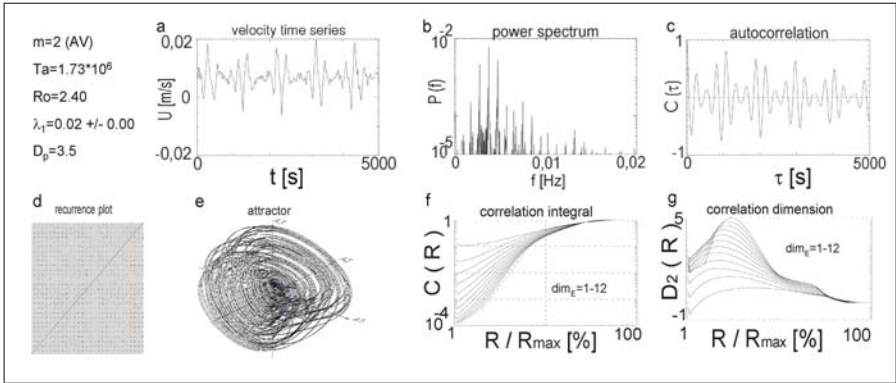 m=2 (AV)
Ta=1.73*10⁶
Ro=2.40
λ₁=0.02 +/- 0.00
Dₚ=3.5
a
velocity time series
0,02
0
-0,02
U [m/s]
0
5000
t [s]
b
power spectrum
10⁻²
10⁻⁵
P (f)
0
0,01
0,02
f [Hz]
c
autocorrelation
1
-1
C (τ)
0
5000
τ [s]
d
recurrence plot
e
attractor
f
correlation integral
1
10⁻⁴
C ( R )
dim_E=1-12
1
100
R / Rmax [%]
g
correlation dimension
5
-1
D₂ ( R )
dim_E=1-12
1
100
R / Rmax [%]